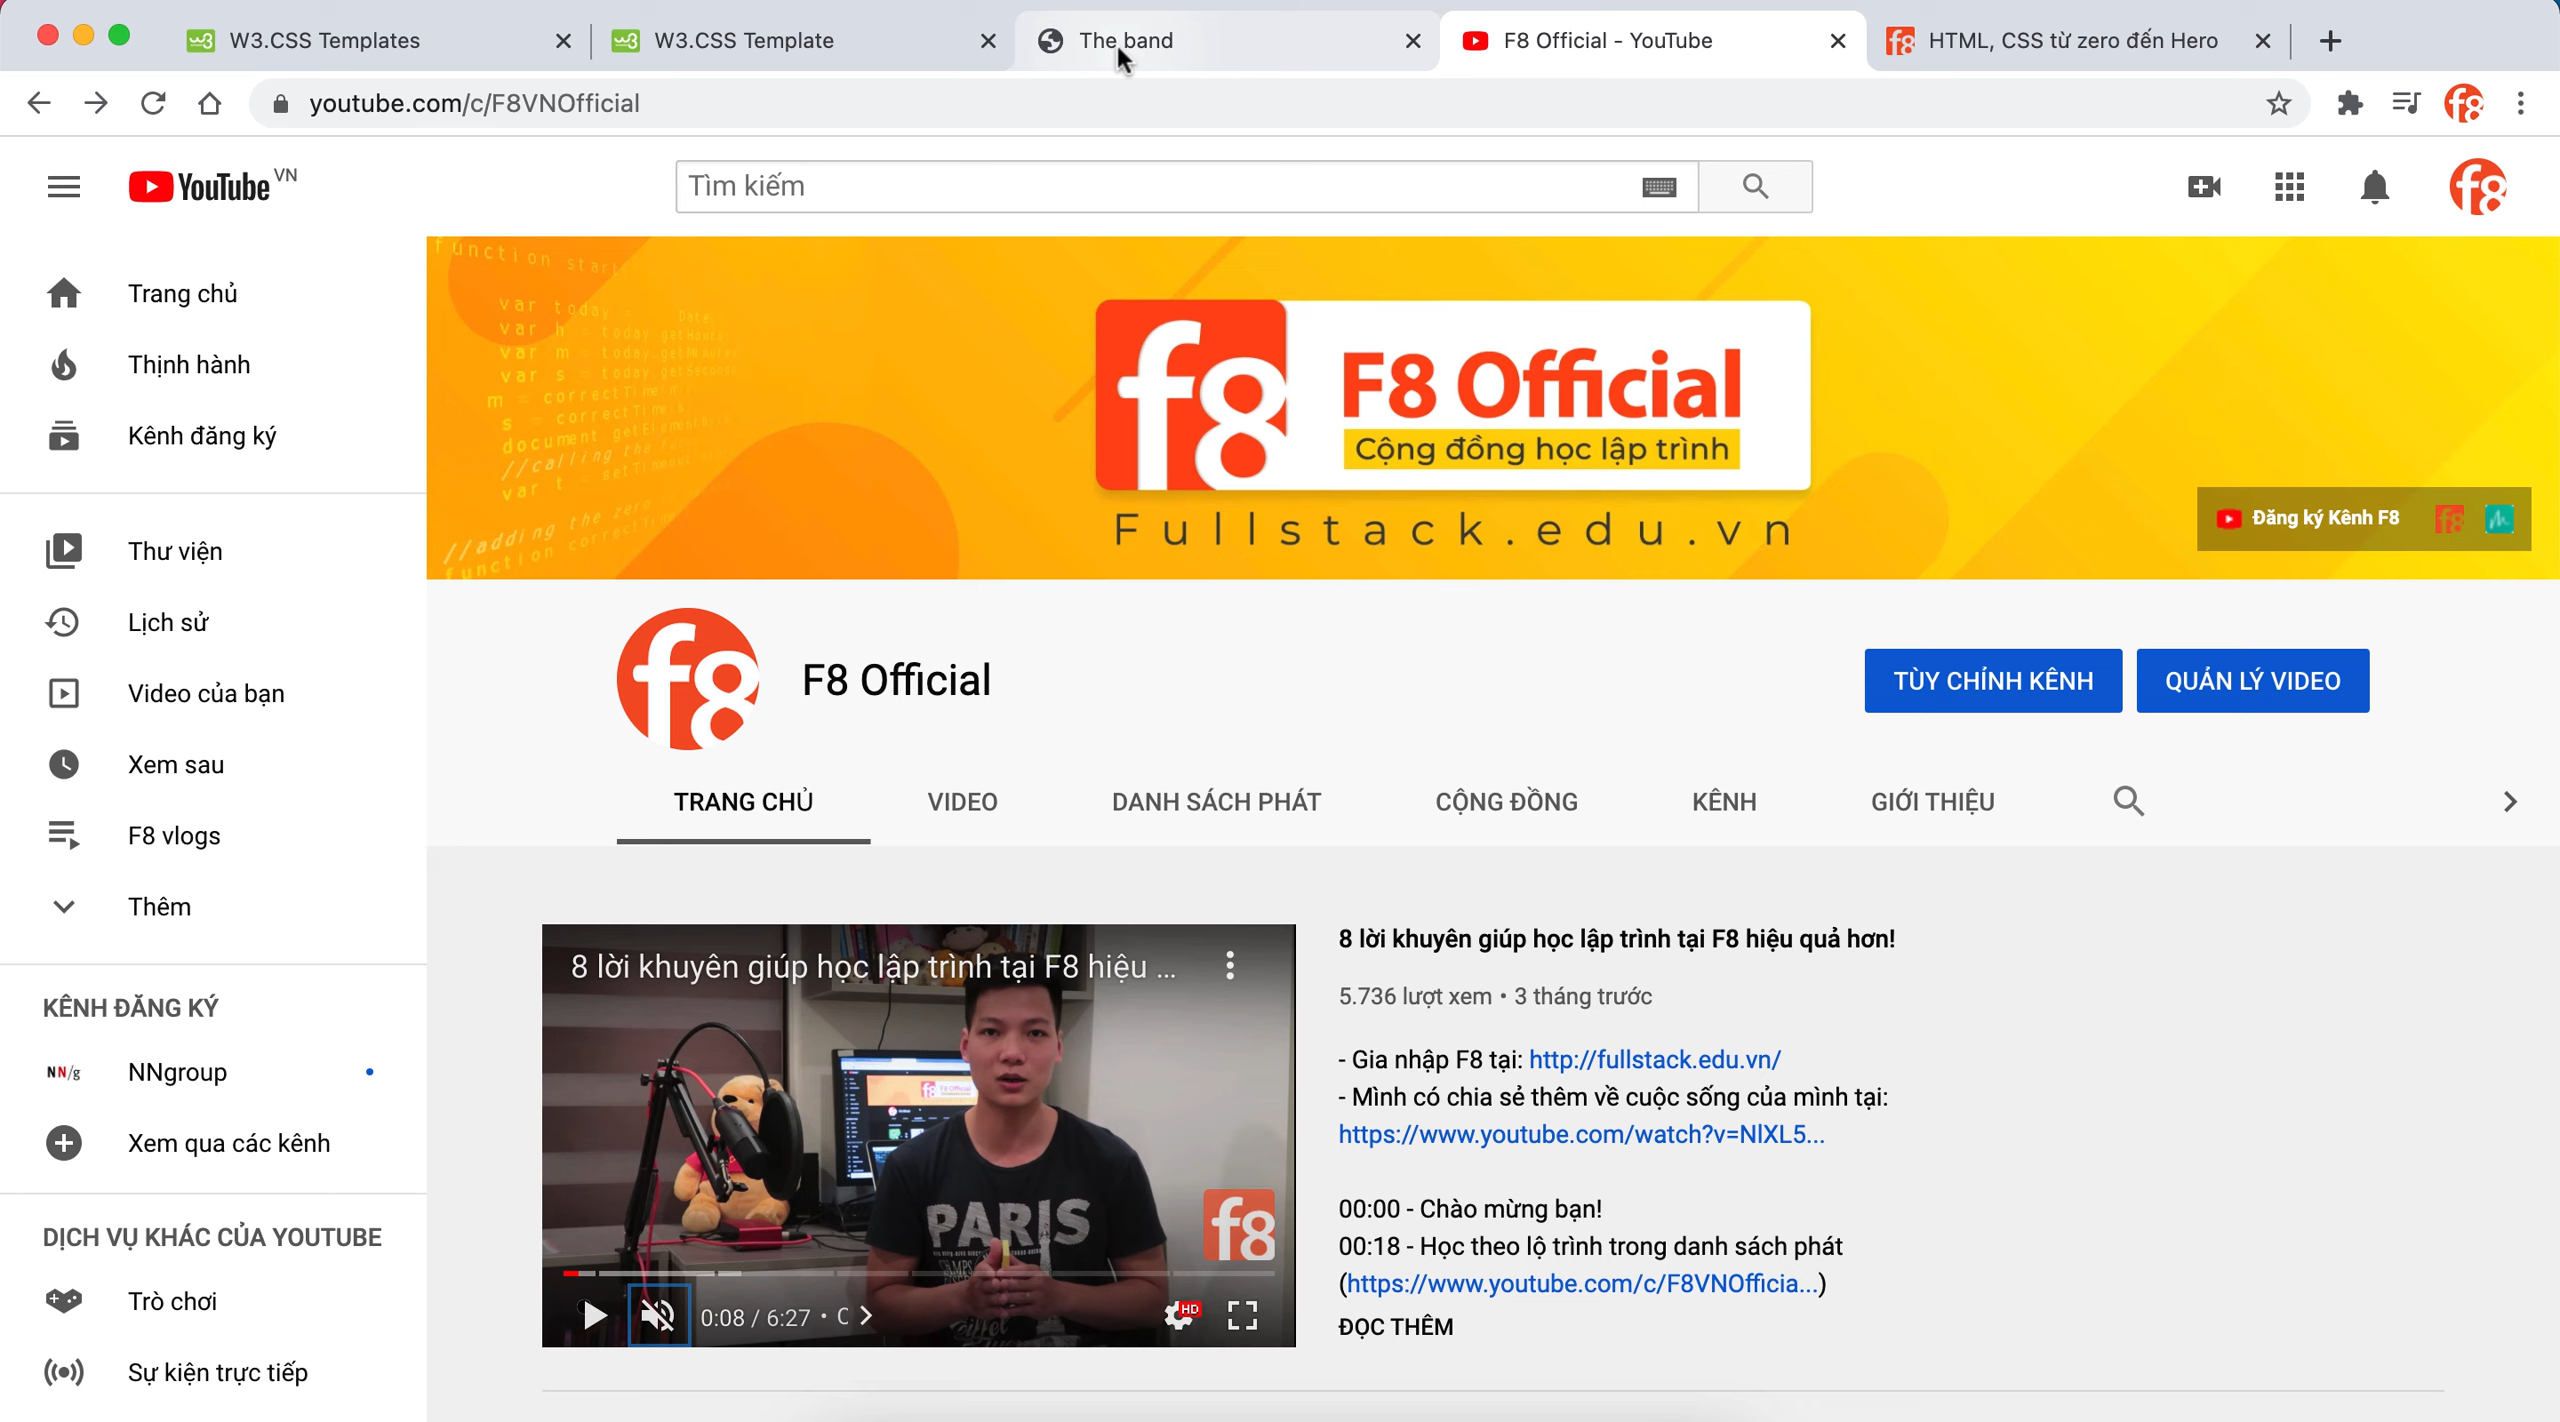 W3.CSS Templates
W3.CSS Template
The band
F8 Official - YouTube
HTML, CSS từ zero đến Hero
youtube.com/c/F8VNOfficial
YouTube VN
Tìm kiếm
Trang chủ
Thịnh hành
Kênh đăng ký
Thư viện
Lịch sử
Video của bạn
Xem sau
F8 vlogs
Thêm
KÊNH ĐĂNG KÝ
NN/g
NNgroup
Xem qua các kênh
DỊCH VỤ KHÁC CỦA YOUTUBE
Trò chơi
Sự kiện trực tiếp
f8
F8 Official
Cộng đồng học lập trình
Fullstack.edu.vn
Đăng ký Kênh F8
f8
F8 Official
TÙY CHỈNH KÊNH
QUẢN LÝ VIDEO
TRANG CHỦ
VIDEO
DANH SÁCH PHÁT
CỘNG ĐỒNG
KÊNH
GIỚI THIỆU
8 lời khuyên giúp học lập trình tại F8 hiệu ...
PARIS
f8
0:08 / 6:27 • C
HD
8 lời khuyên giúp học lập trình tại F8 hiệu quả hơn!
5.736 lượt xem • 3 tháng trước
- Gia nhập F8 tại: http://fullstack.edu.vn/
- Mình có chia sẻ thêm về cuộc sống của mình tại:
https://www.youtube.com/watch?v=NlXL5...
00:00 - Chào mừng bạn!
00:18 - Học theo lộ trình trong danh sách phát
(https://www.youtube.com/c/F8VNOfficia...)
ĐỌC THÊM